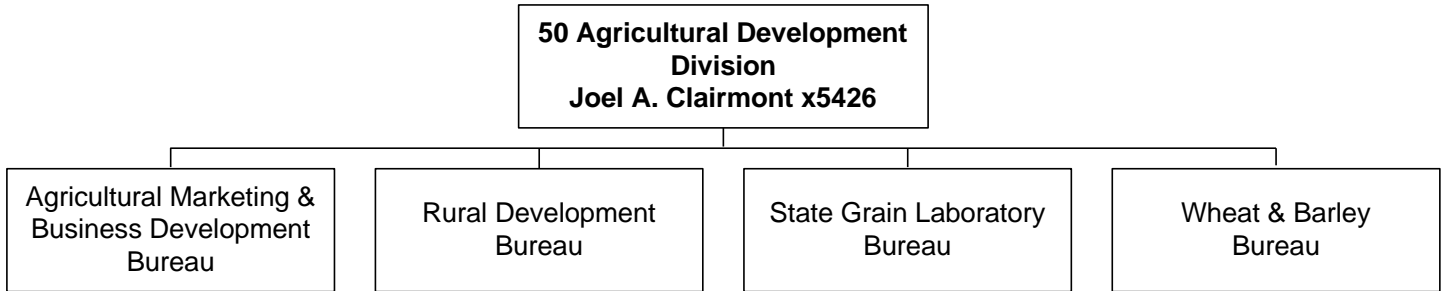 50 Agricultural Development
Division
Joel A. Clairmont x5426
Agricultural Marketing &
Business Development
Bureau
Rural Development
Bureau
State Grain Laboratory
Bureau
Wheat & Barley
Bureau